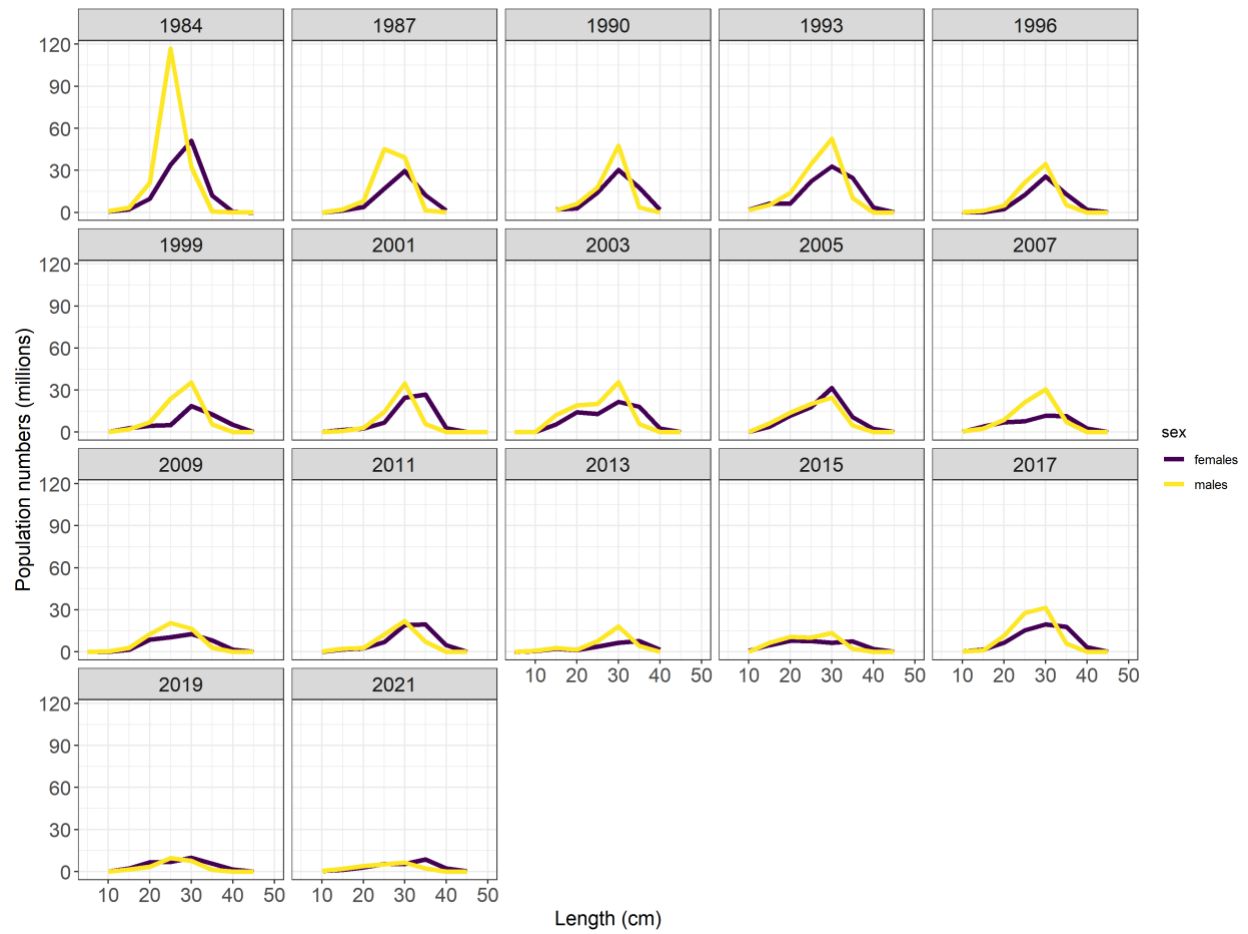 1984 1987 1990 1993 1996
120
90
60
30
0
1999 2001 2003 2005 2007
120
90
60
30
0
Population numbers (millions)
sex
females
males
2009 2011 2013 2015 2017
120
90
60
30
0
10 20 30 40 50 10 20 30 40 50 10 20 30 40 50
2019 2021
120
90
60
30
0
10 20 30 40 50 10 20 30 40 50
Length (cm)